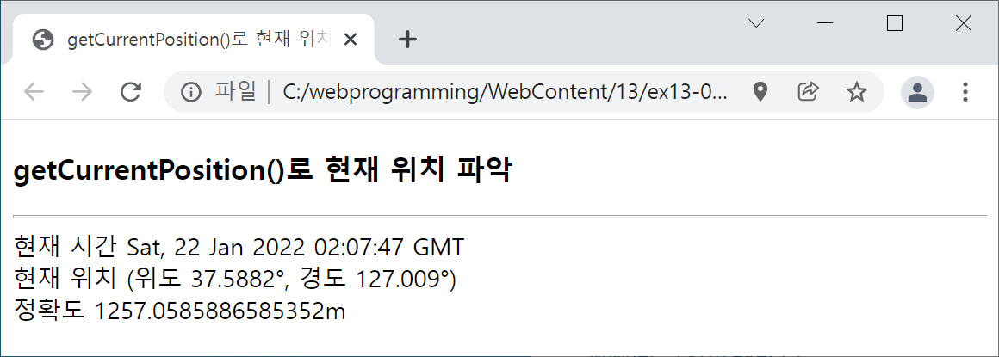 getCurrentPosition()로 현재 위치
파일 | C:/webprogramming/WebContent/13/ex13-0...
getCurrentPosition()로 현재 위치 파악
현재 시간 Sat, 22 Jan 2022 02:07:47 GMT
현재 위치 (위도 37.5882°, 경도 127.009°)
정확도 1257.0585886585352m